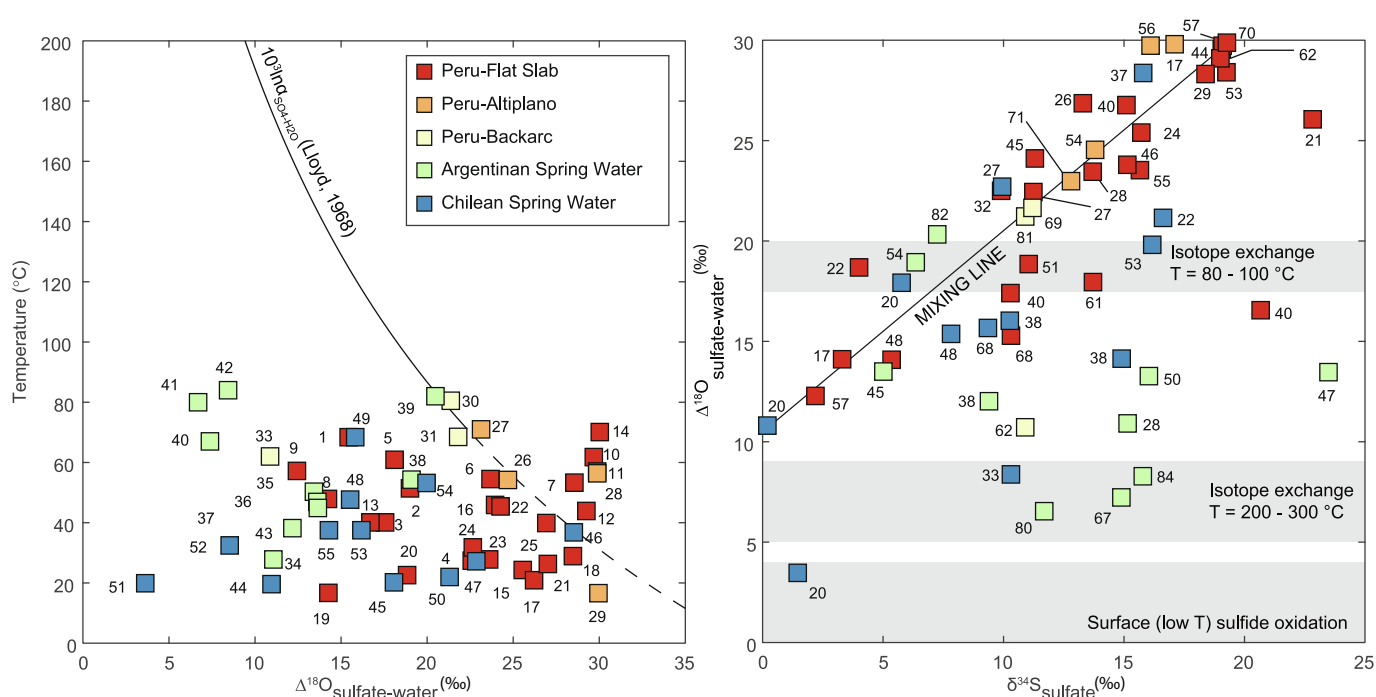 200
180
160
140
120
100
80
60
40
20
0
Temperature (°C)
0 5 10 15 20 25 30 35
Δ¹⁸O sulfate-water (‰)
10³lnα SO4-H2O (Lloyd, 1968)
Peru-Flat Slab
Peru-Altiplano
Peru-Backarc
Argentinan Spring Water
Chilean Spring Water
42
41
39 30
49
40 33 1 5 31 27 14
9 38 6 26 10
35 8 48 54 7 11
28
36 13 2 16 22 12
37 43 3 24 23 25 46
52 34 55 53 20 4
51 44 45 50 47 15 21 18
19 17 29
30
25
20
15
10
5
0
Δ¹⁸O sulfate-water (‰)
0 5 10 15 20 25
δ³⁴S sulfate (‰)
56 57 70
37 17 44 62
26 40 29 53
71 54 24 21
45 46
27 55
32 28
27
82 81 69 22
54 53
Isotope exchange
T = 80 - 100 °C
22 51
20 61
MIXING LINE
40 40
38
17 48 48 68 68 38
57 45 50 47
20 38
62 28
33 84
Isotope exchange
T = 200 - 300 °C
80 67
20
Surface (low T) sulfide oxidation